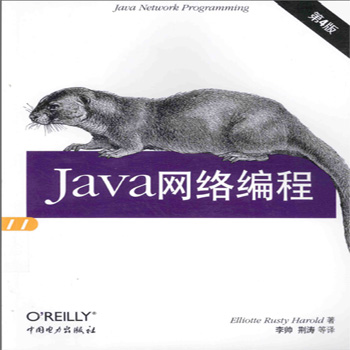 Java Network Programming
第4版
Java网络编程
O'REILLY®
中国电力出版社
Elliotte Rusty Harold 著
李帅 荆涛 等译